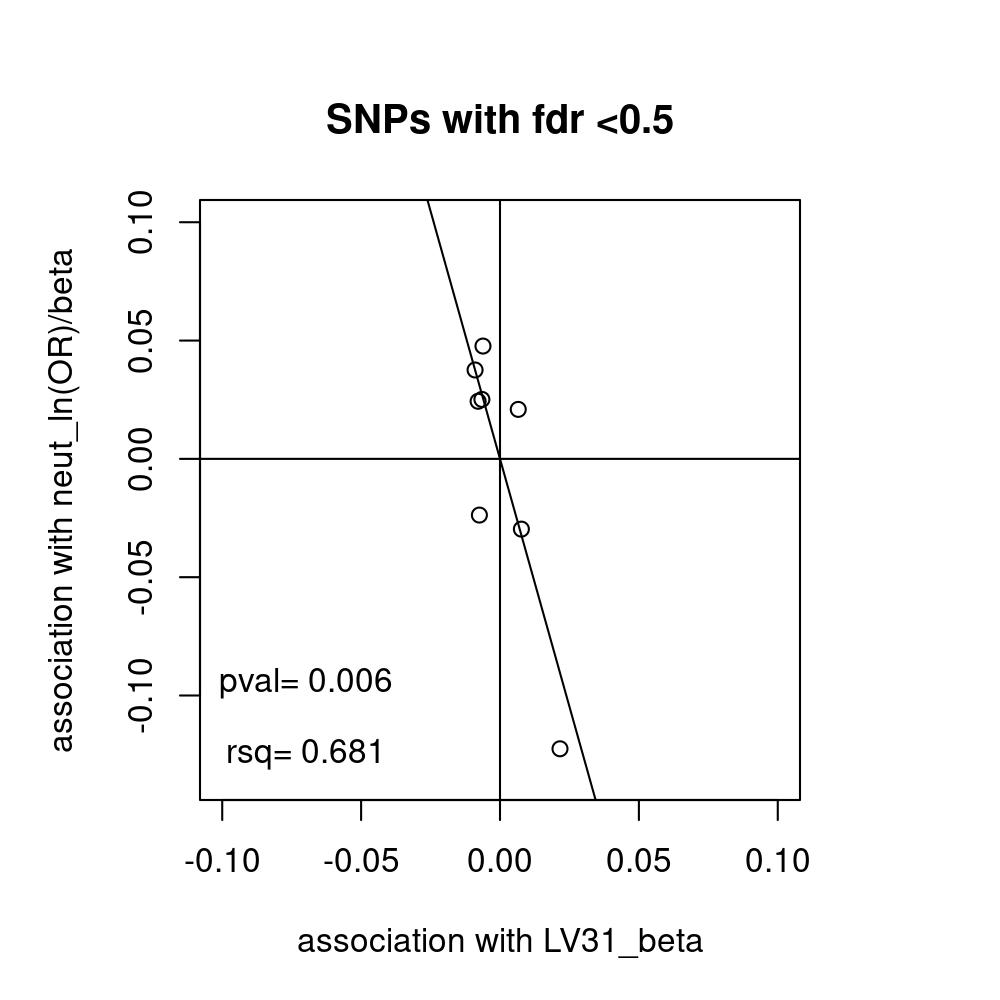 SNPs with fdr <0.5
association with neut_ln(OR)/beta
0.10
0.05
0.00
-0.05
-0.10
pval= 0.006
rsq= 0.681
-0.10 -0.05 0.00 0.05 0.10
association with LV31_beta